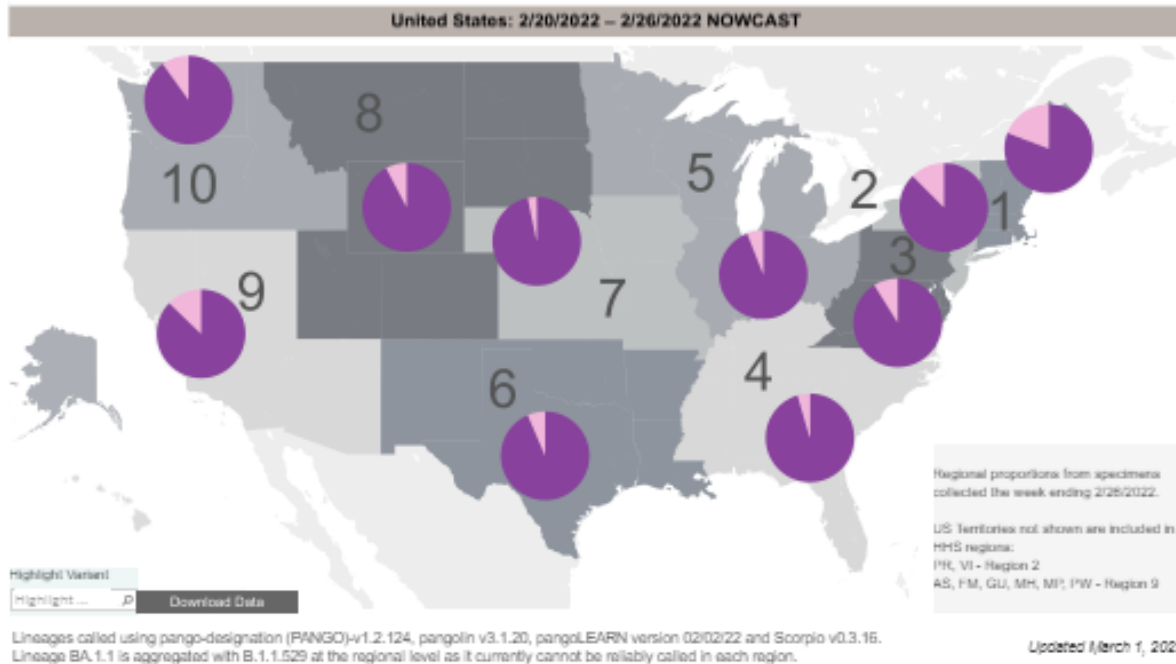 United States: 2/20/2022 – 2/26/2022 NOWCAST
8
5
10
2
1
3
9
7
4
6
Regional proportions from specimens
collected the week ending 2/26/2022.
US Territories not shown are included in
HHS regions:
PR, VI - Region 2
AS, FM, GU, MH, MP, PW - Region 9
Highlight Variant
Highlight ...
Download Data
Lineages called using pango-designation (PANGO)-v1.2.124, pangolin v3.1.20, pangoLEARN version 02/02/22 and Scorpio v0.3.16.
Lineage BA.1.1 is aggregated with B.1.1.529 at the regional level as it currently cannot be reliably called in each region.
Updated March 1, 202